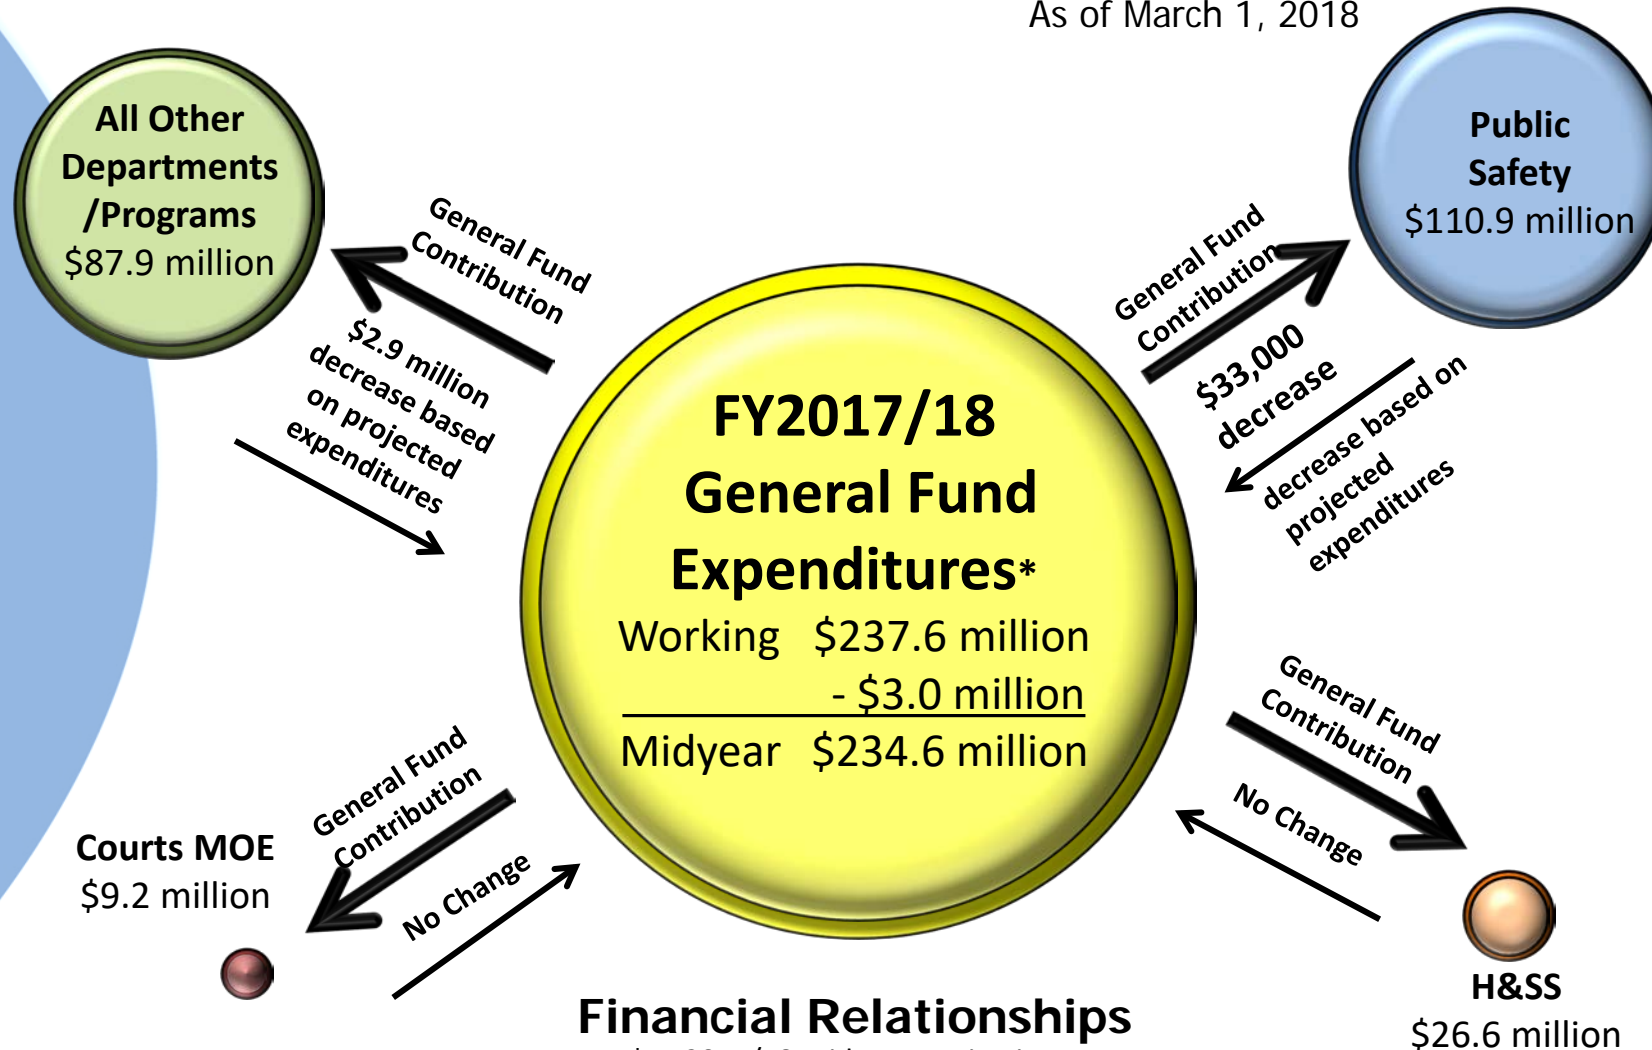 As of March 1, 2018
All Other
Departments
/Programs
$87.9 million
General Fund
Contribution
$2.9 million
decrease based
on projected
expenditures
Public
Safety
$110.9 million
General Fund
Contribution
$33,000
decrease
decrease based on
projected
expenditures
FY2017/18
General Fund
Expenditures*
Working $237.6 million
- $3.0 million
Midyear $234.6 million
General Fund
Contribution
No Change
Courts MOE
$9.2 million
General Fund
Contribution
No Change
H&SS
$26.6 million
Financial Relationships